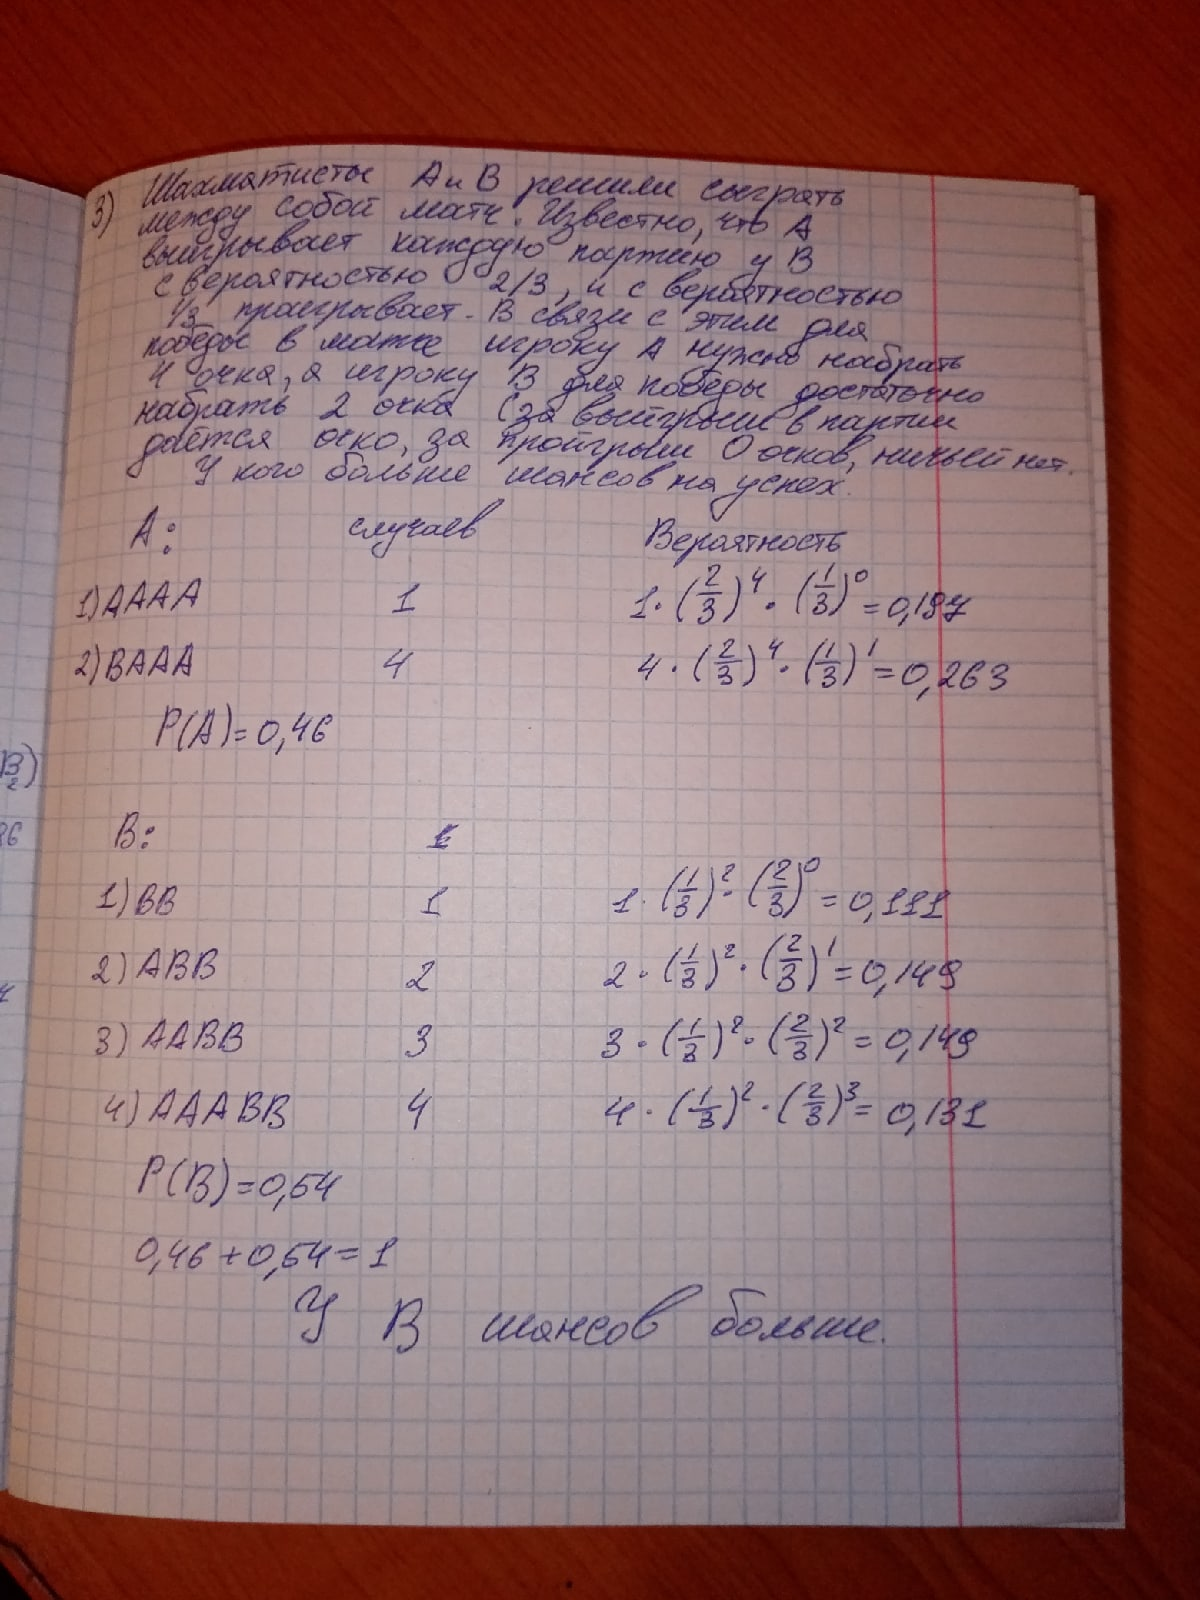 3) Шахматисты А и В решили сыграть
между собой матч. Известно, что А
выигрывает каждую партию у В
с вероятностью 2/3, и с вероятностью
1/3 проигрывает. В связи с этим для
победы в матче игроку А нужно набрать
4 очка, а игроку В для победы достаточно
набрать 2 очка (за выйгрыш в партии
даётся очко, за пройгрыш 0 очков, ничьей нет.
У кого больше шансов на успех.
А: случаев Вероятность
1) АААА 1 1·(2/3)^4·(1/3)^0=0,197
2) ВААА 4 4·(2/3)^4·(1/3)^1=0,263
Р(А)=0,46
В:
1) ВВ 1 1·(1/3)^2·(2/3)^0=0,111
2) АВВ 2 2·(1/3)^2·(2/3)^1=0,149
3) ААВВ 3 3·(1/3)^2·(2/3)^2=0,149
4) АААВВ 4 4·(1/3)^2·(2/3)^3=0,131
Р(В)=0,54
0,46+0,54=1
У В шансов больше.
В2)